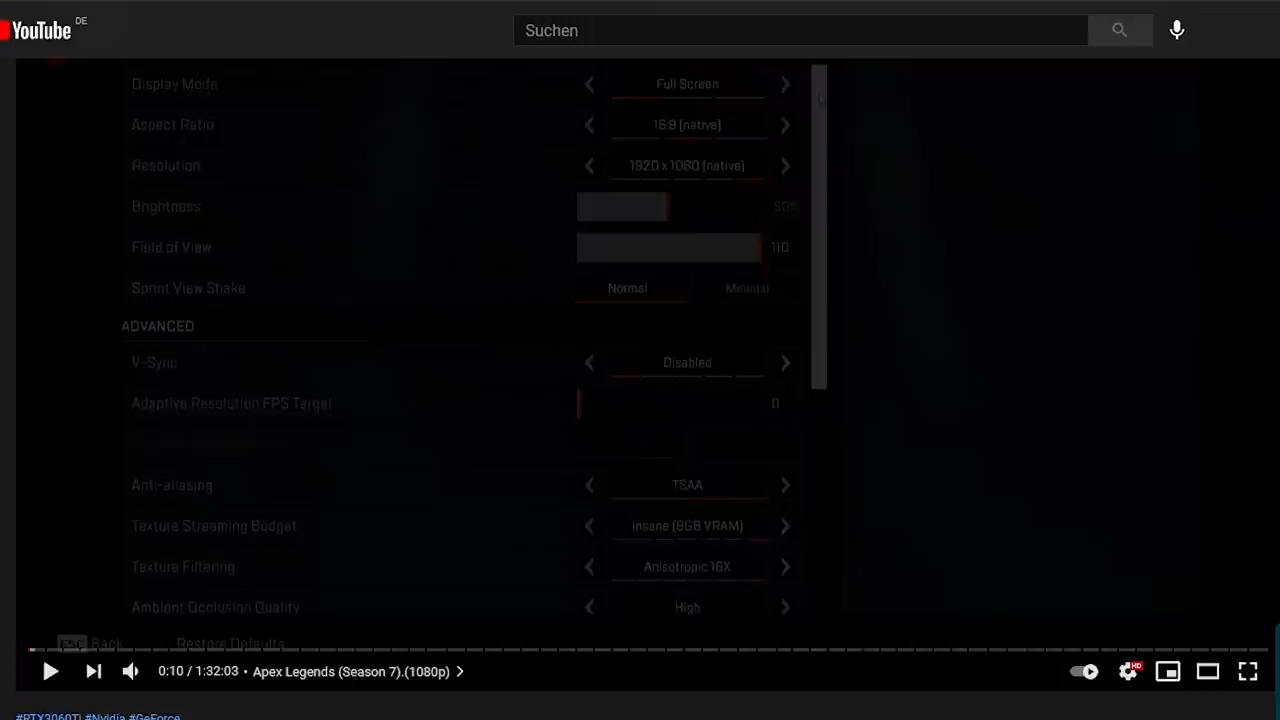 YouTube DE
Suchen
Display Mode Full Screen
Aspect Ratio 16:9 (native)
Resolution 1920 x 1080 (native)
Brightness 50%
Field of View 110
Sprint View Shake Normal Minimal
ADVANCED
V-Sync Disabled
Adaptive Resolution FPS Target 0
Anti-aliasing TSAA
Texture Streaming Budget Insane (8GB VRAM)
Texture Filtering Anisotropic 16X
Ambient Occlusion Quality High
ESC Back Restore Defaults
0:10 / 1:32:03 • Apex Legends (Season 7).(1080p)
HD
#RTX3060Ti #Nvidia #GeForce